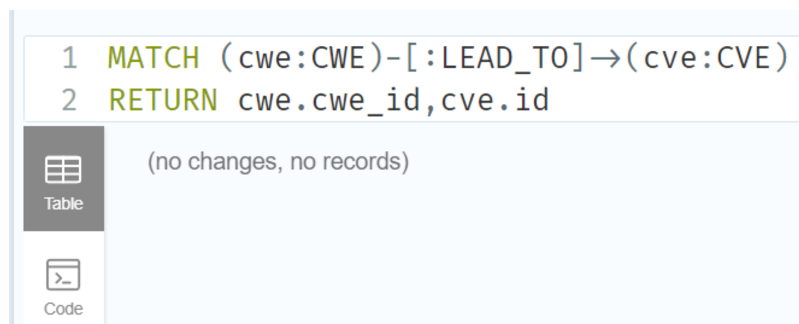 1 MATCH (cwe:CWE)-[:LEAD_TO]->(cve:CVE)
2 RETURN cwe.cwe_id,cve.id
(no changes, no records)
Table
Code